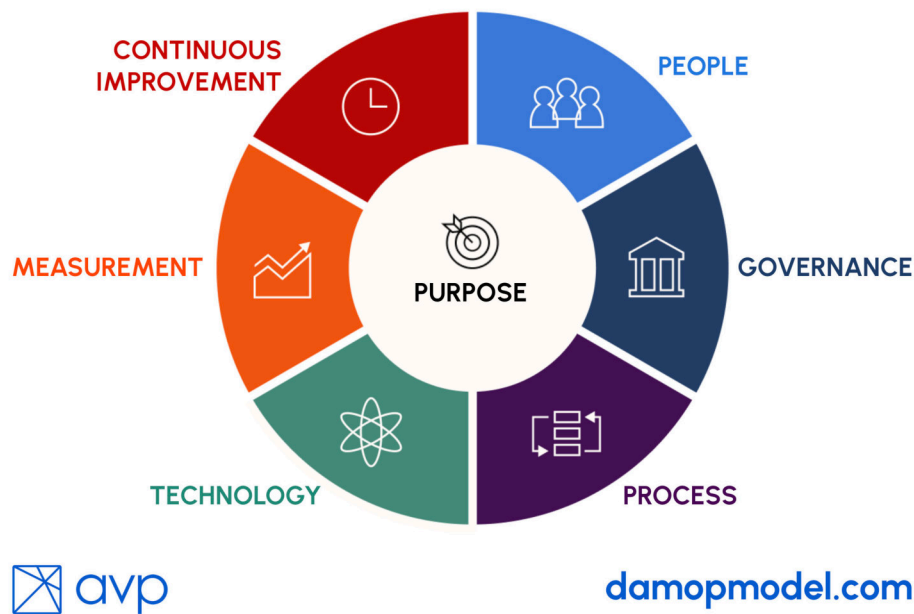 CONTINUOUS
IMPROVEMENT
PEOPLE
MEASUREMENT
PURPOSE
GOVERNANCE
TECHNOLOGY
PROCESS
avp
damopmodel.com